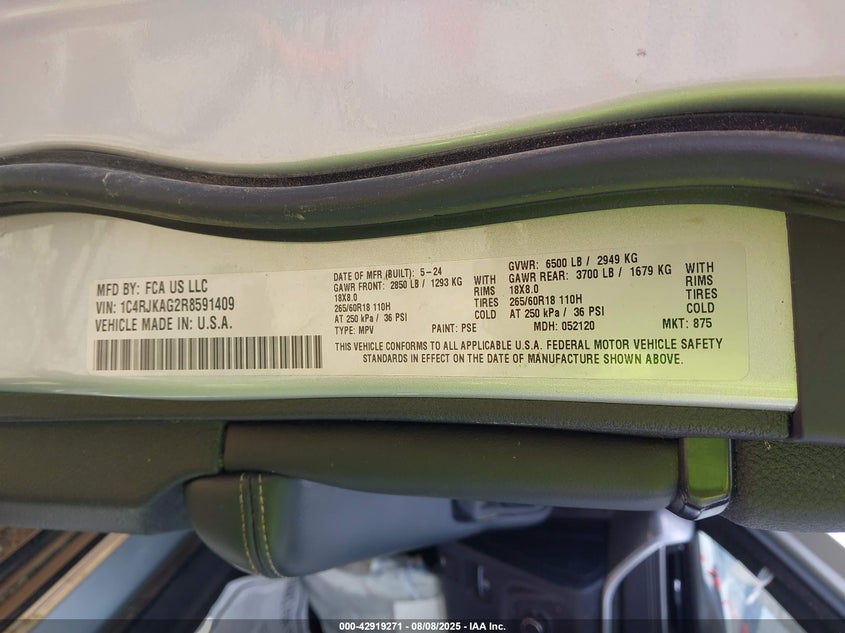 MFD BY: FCA US LLC
VIN: 1C4RJKAG2R8591409
VEHICLE MADE IN U.S.A.
DATE OF MFR (BUILT): 5-24
GAWR FRONT: 2850 LB / 1293 KG WITH
18X8.0 RIMS
265/60R18 110H TIRES
AT 250 kPa / 36 PSI COLD
GVWR: 6500 LB / 2949 KG
GAWR REAR: 3700 LB / 1679 KG WITH
18X8.0 RIMS
265/60R18 110H TIRES
AT 250 kPa / 36 PSI COLD
TYPE: MPV PAINT: PSE MDH: 052120 MKT: 875
THIS VEHICLE CONFORMS TO ALL APPLICABLE U.S.A. FEDERAL MOTOR VEHICLE SAFETY
STANDARDS IN EFFECT ON THE DATE OF MANUFACTURE SHOWN ABOVE.
000-42919271 - 08/08/2025 - IAA Inc.